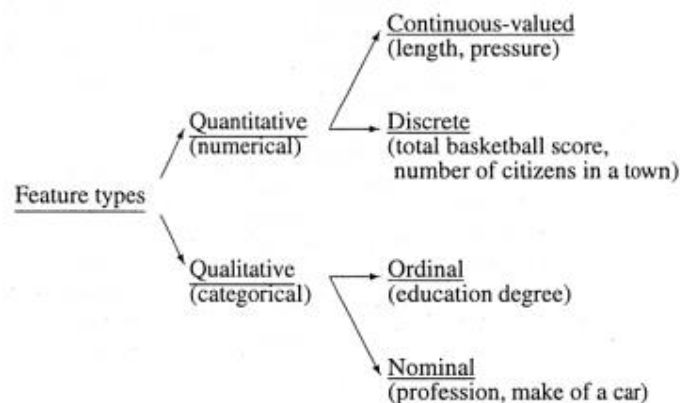 Continuous-valued
(length, pressure)
Quantitative
(numerical)
Discrete
(total basketball score,
number of citizens in a town)
Feature types
Qualitative
(categorical)
Ordinal
(education degree)
Nominal
(profession, make of a car)